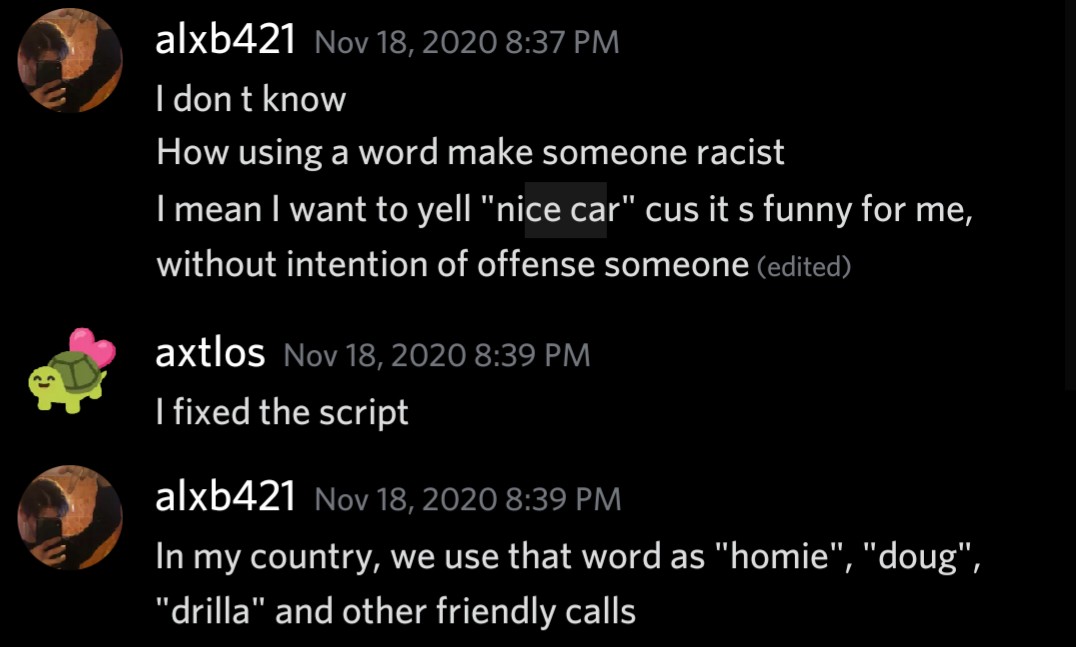 alxb421 Nov 18, 2020 8:37 PM
I don t know
How using a word make someone racist
I mean I want to yell "nice car" cus it s funny for me,
without intention of offense someone (edited)
axtlos Nov 18, 2020 8:39 PM
I fixed the script
alxb421 Nov 18, 2020 8:39 PM
In my country, we use that word as "homie", "doug",
"drilla" and other friendly calls